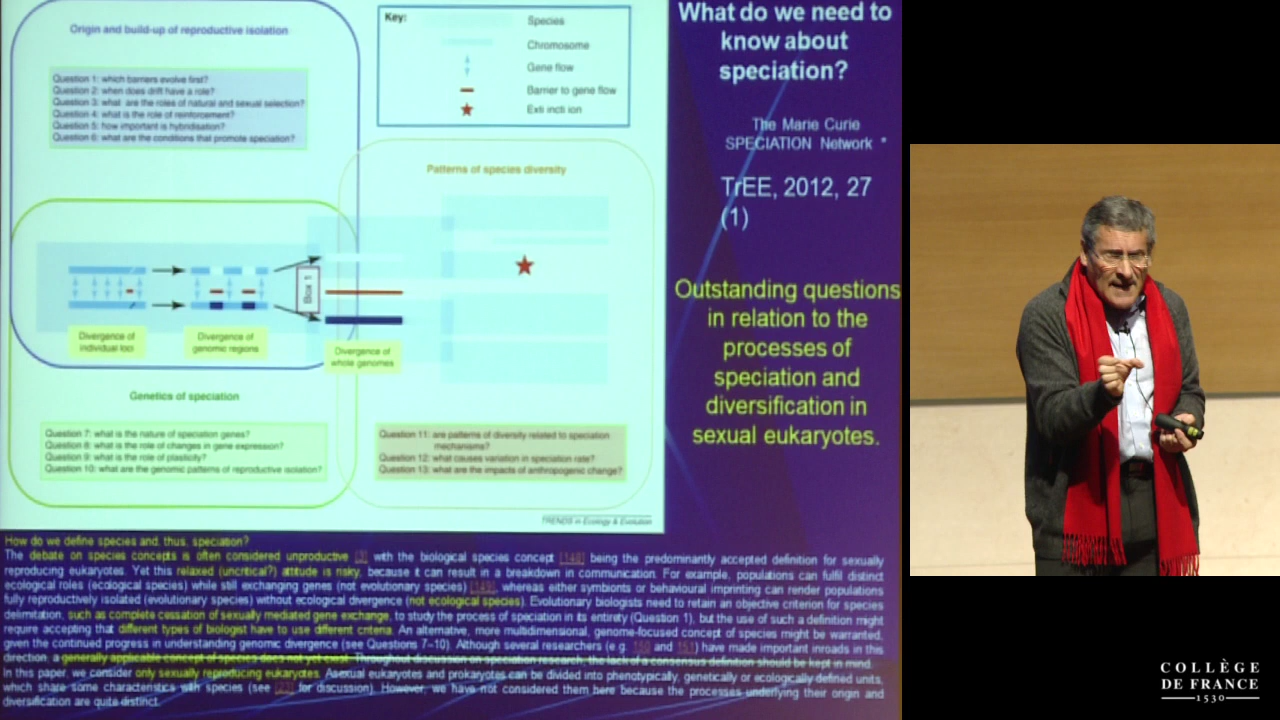 Origin and build-up of reproductive isolation
Question 1: which barriers evolve first?
Question 2: when does drift have a role?
Question 3: what are the roles of natural and sexual selection?
Question 4: what is the role of reinforcement?
Question 5: how important is hybridisation?
Question 6: what are the conditions that promote speciation?
Key:
Species
Chromosome
Gene flow
Barrier to gene flow
Exti incti ion
Patterns of species diversity
Box 1
Divergence of
individual loci
Divergence of
genomic regions
Divergence of
whole genomes
Genetics of speciation
Question 7: what is the nature of speciation genes?
Question 8: what is the role of changes in gene expression?
Question 9: what is the role of plasticity?
Question 10: what are the genomic patterns of reproductive isolation?
Question 11: are patterns of diversity related to speciation
mechanisms?
Question 12: what causes variation in speciation rate?
Question 13: what are the impacts of anthropogenic change?
TRENDS in Ecology & Evolution
What do we need to
know about
speciation?
The Marie Curie
SPECIATION Network *
TrEE, 2012, 27
(1)
Outstanding questions
in relation to the
processes of
speciation and
diversification in
sexual eukaryotes.
How do we define species and, thus, speciation?
The debate on species concepts is often considered unproductive [3] with the biological species concept [148] being the predominantly accepted definition for sexually
reproducing eukaryotes. Yet this relaxed (uncritical?) attitude is risky, because it can result in a breakdown in communication. For example, populations can fulfil distinct
ecological roles (ecological species) while still exchanging genes (not evolutionary species) [149], whereas either symbionts or behavioural imprinting can render populations
fully reproductively isolated (evolutionary species) without ecological divergence (not ecological species). Evolutionary biologists need to retain an objective criterion for species
delimitation, such as complete cessation of sexually mediated gene exchange, to study the process of speciation in its entirety (Question 1), but the use of such a definition might
require accepting that different types of biologist have to use different criteria. An alternative, more multidimensional, genome-focused concept of species might be warranted,
given the continued progress in understanding genomic divergence (see Questions 7–10). Although several researchers (e.g. 150 and 151) have made important inroads in this
direction, a generally applicable concept of species does not yet exist. Throughout discussion on speciation research, the lack of a consensus definition should be kept in mind.
In this paper, we consider only sexually reproducing eukaryotes. Asexual eukaryotes and prokaryotes can be divided into phenotypically, genetically or ecologically defined units,
which share some characteristics with species (see [23] for discussion). However, we have not considered them here because the processes underlying their origin and
diversification are quite distinct.
COLLÈGE
DE FRANCE
1530